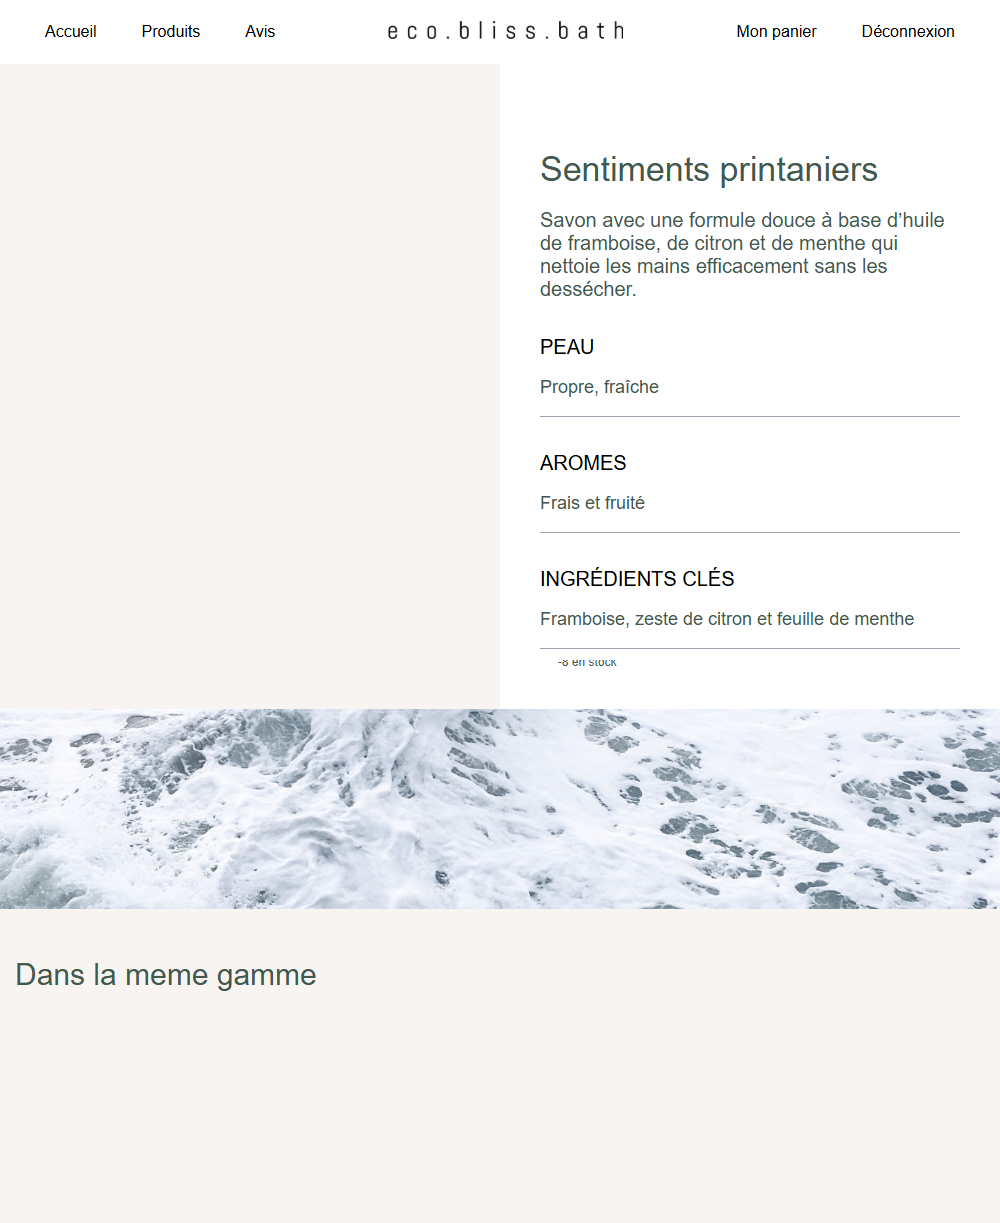 Accueil Produits Avis eco.bliss.bath Mon panier Déconnexion
Sentiments printaniers
Savon avec une formule douce à base d’huile
de framboise, de citron et de menthe qui
nettoie les mains efficacement sans les
dessécher.
PEAU
Propre, fraîche
AROMES
Frais et fruité
INGRÉDIENTS CLÉS
Framboise, zeste de citron et feuille de menthe
-8 en stock
Dans la meme gamme